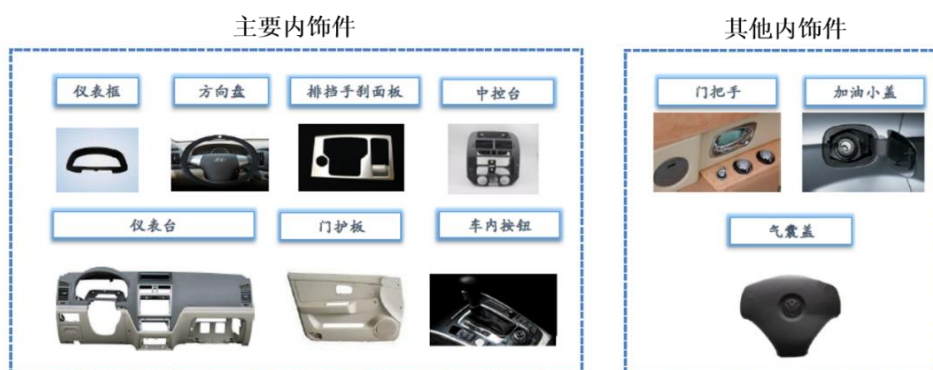 主要内饰件
其他内饰件
仪表框
方向盘
排挡手刹面板
中控台
门把手
加油小盖
仪表台
门护板
车内按钮
气囊盖